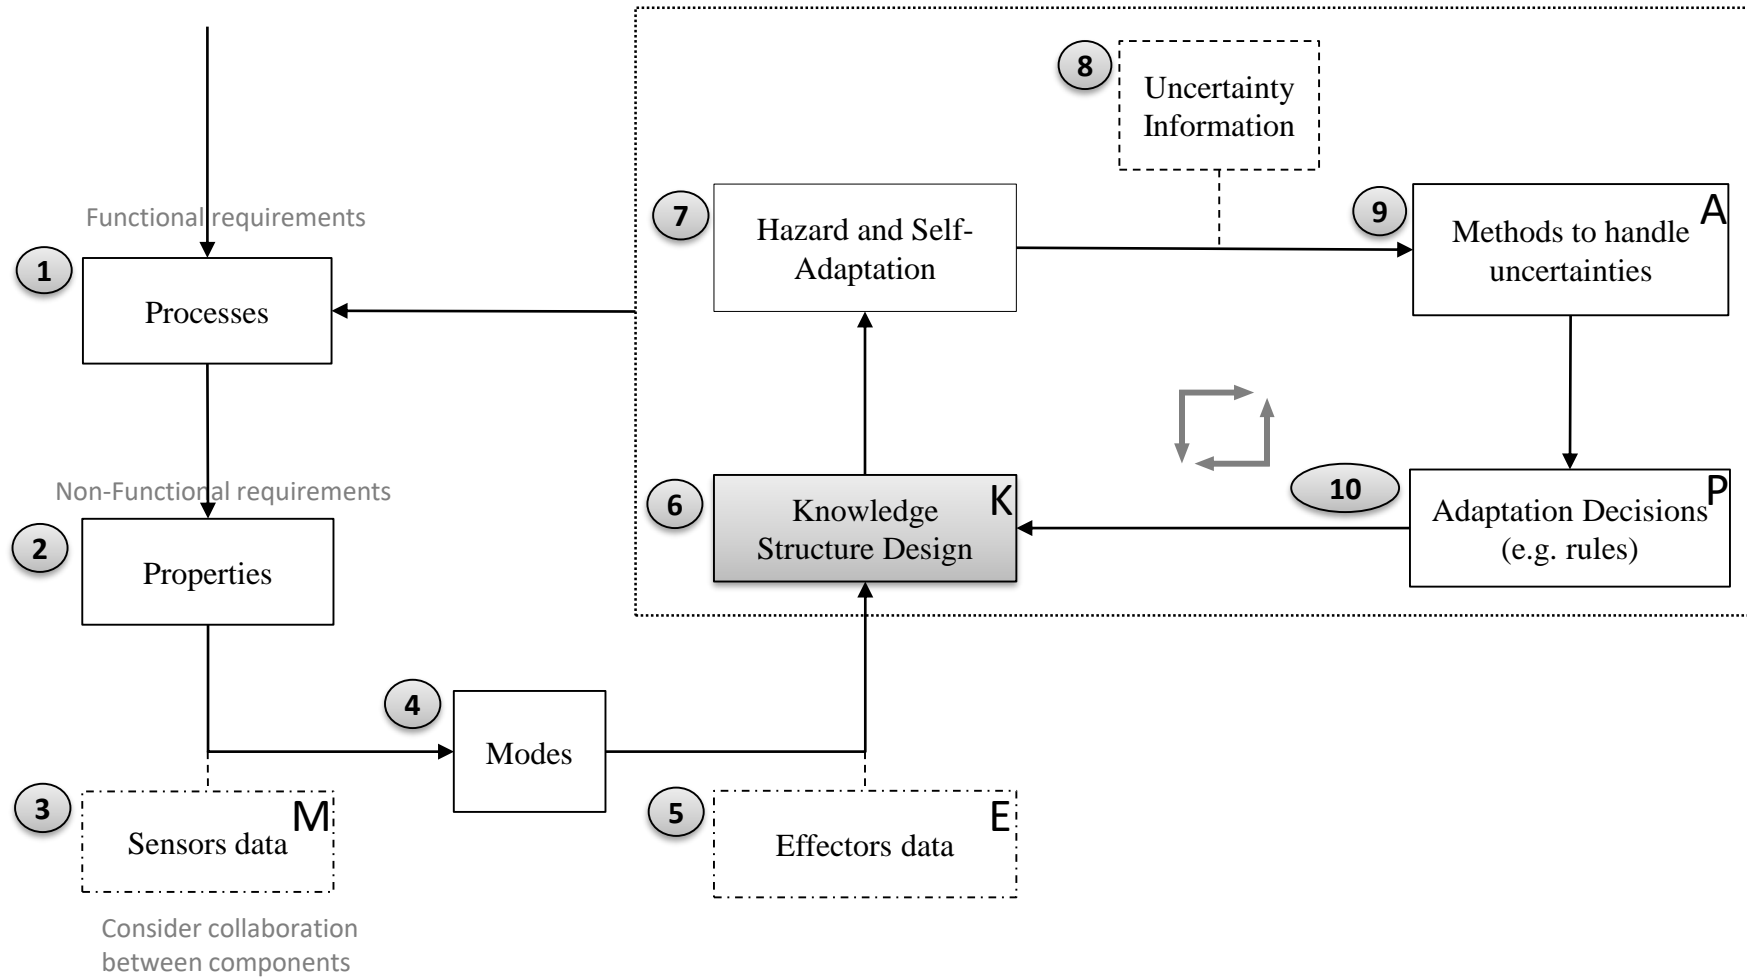 8
Uncertainty
Information
7
Hazard and Self-
Adaptation
9
A
Methods to handle
uncertainties
Functional requirements
1
Processes
6
K
Knowledge
Structure Design
10
P
Adaptation Decisions
(e.g. rules)
Non-Functional requirements
2
Properties
4
Modes
3
M
Sensors data
5
E
Effectors data
Consider collaboration
between components